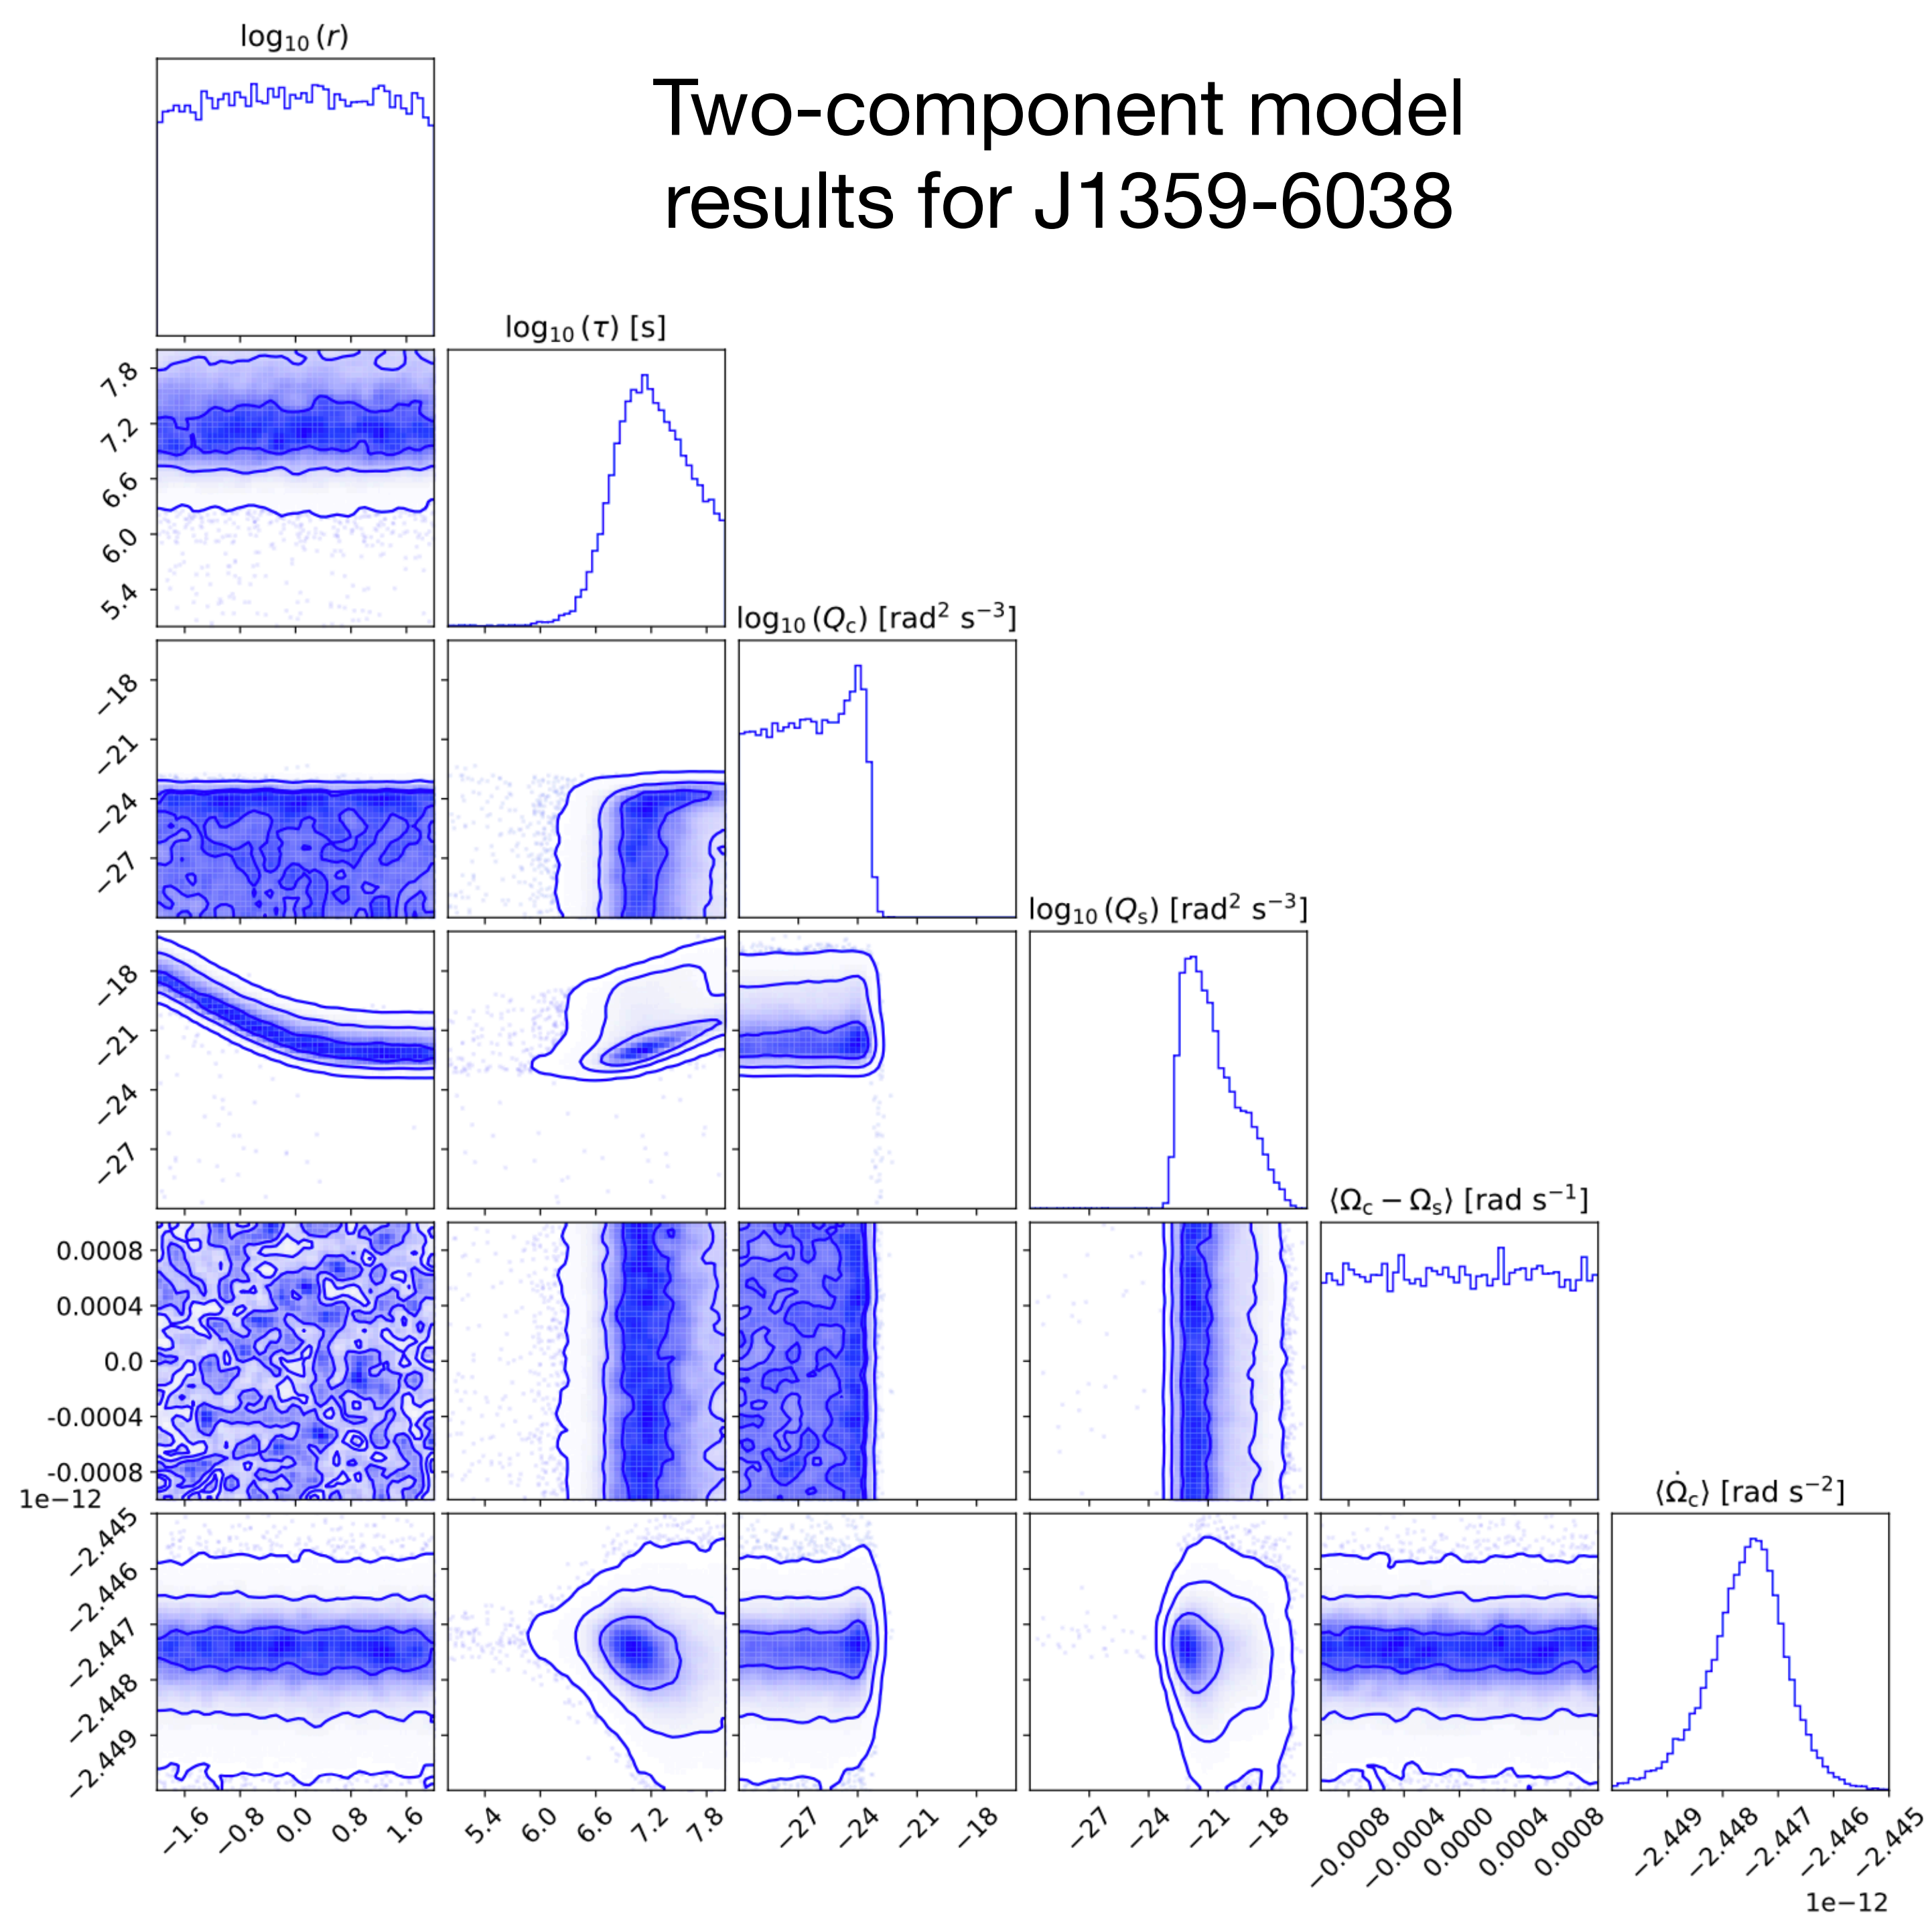 log₁₀(r)
Two-component model
results for J1359-6038
log₁₀(τ) [s]
7.8
7.2
6.6
6.0
5.4
log₁₀(Q_c) [rad² s⁻³]
−18
−21
−24
−27
log₁₀(Q_s) [rad² s⁻³]
−18
−21
−24
−27
⟨Ω_c − Ω_s⟩ [rad s⁻¹]
0.0008
0.0004
0.0
-0.0004
-0.0008
⟨Ω̇_c⟩ [rad s⁻²]
1e−12
−2.445
−2.446
−2.447
−2.448
−2.449
−1.6 −0.8 0.0 0.8 1.6 5.4 6.0 6.6 7.2 7.8 −27 −24 −21 −18 −27 −24 −21 −18 −0.0008 −0.0004 0.0000 0.0004 0.0008 −2.449 −2.448 −2.447 −2.446 −2.445
1e−12